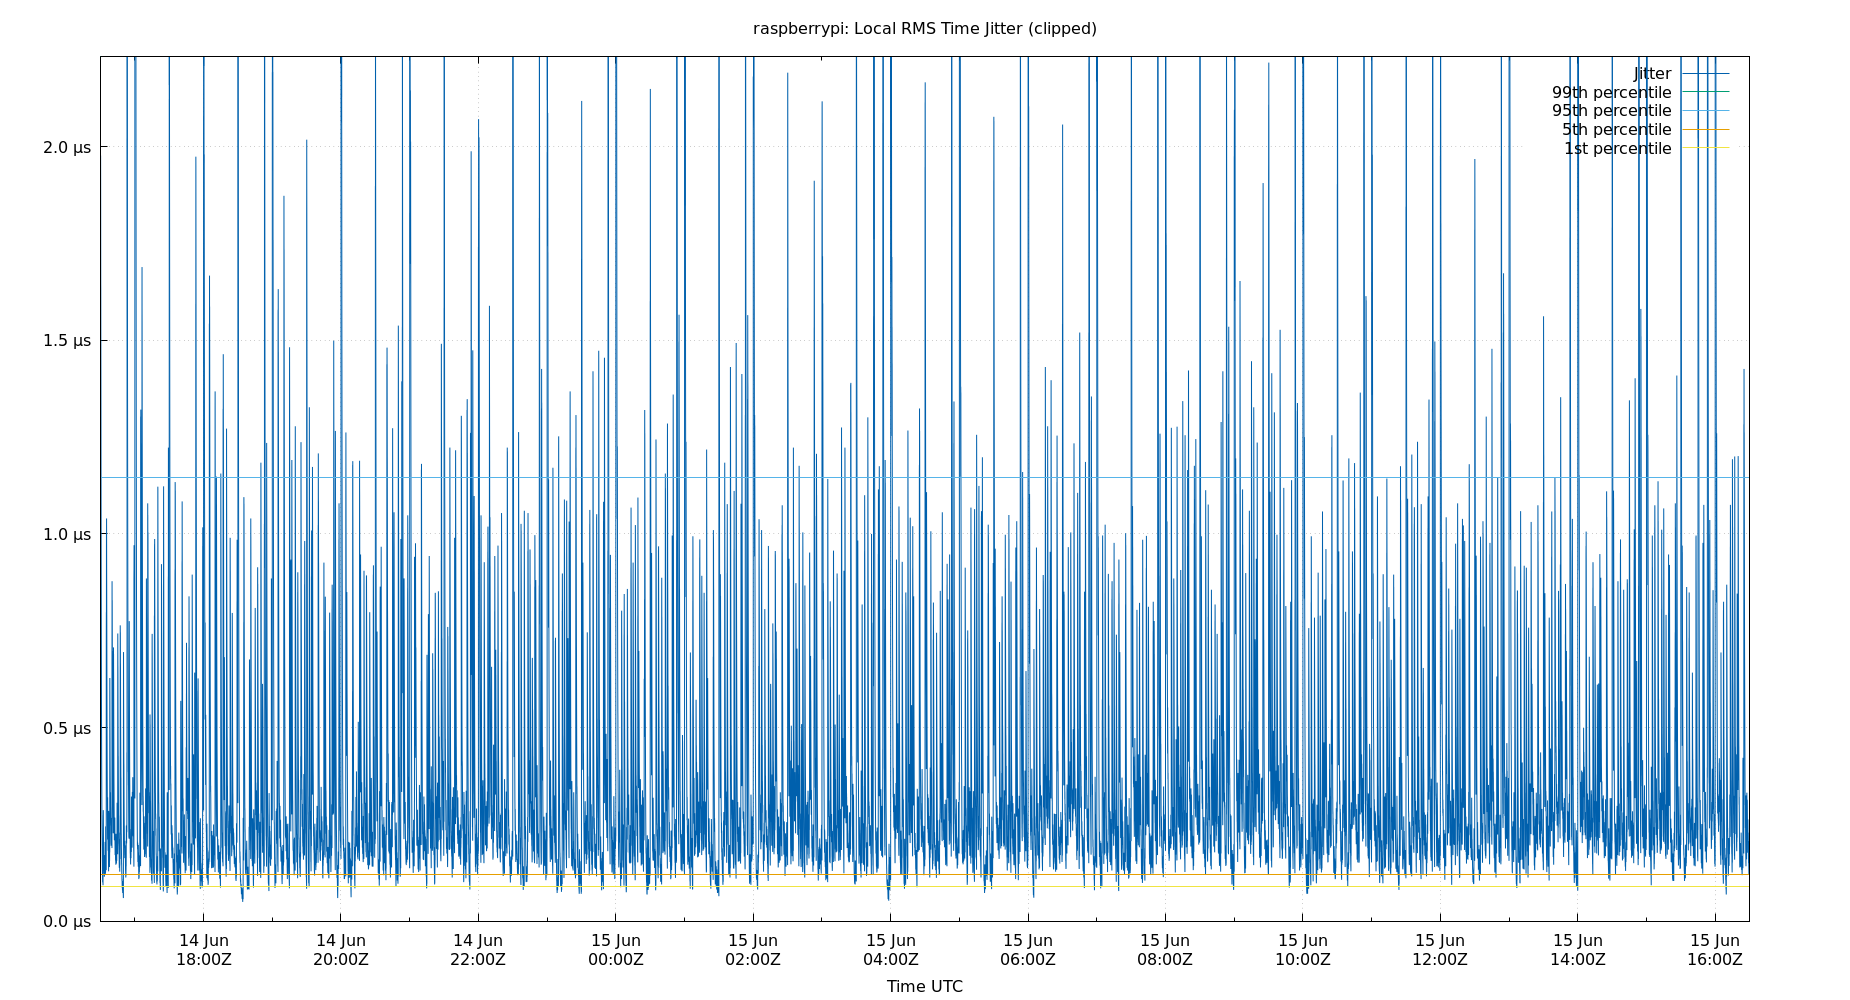 raspberrypi: Local RMS Time Jitter (clipped)
Jitter
99th percentile
95th percentile
5th percentile
1st percentile
2.0 µs
1.5 µs
1.0 µs
0.5 µs
0.0 µs
14 Jun 14 Jun 14 Jun 15 Jun 15 Jun 15 Jun 15 Jun 15 Jun 15 Jun 15 Jun 15 Jun 15 Jun
18:00Z 20:00Z 22:00Z 00:00Z 02:00Z 04:00Z 06:00Z 08:00Z 10:00Z 12:00Z 14:00Z 16:00Z
Time UTC